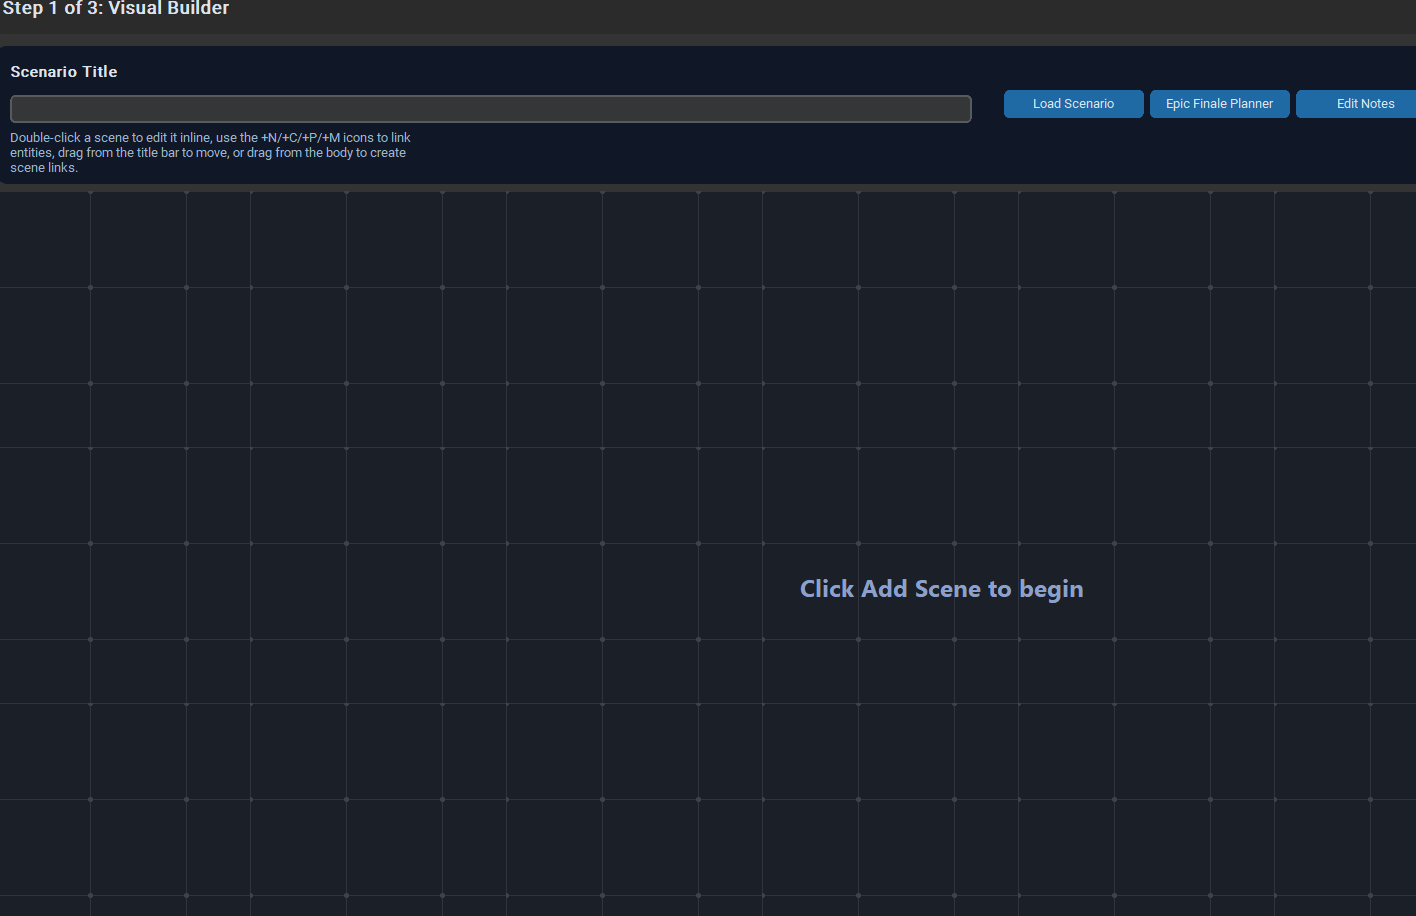 Step 1 of 3: Visual Builder
Scenario Title
Load Scenario
Epic Finale Planner
Edit Notes
Double-click a scene to edit it inline, use the +N/+C/+P/+M icons to link
entities, drag from the title bar to move, or drag from the body to create
scene links.
Click Add Scene to begin